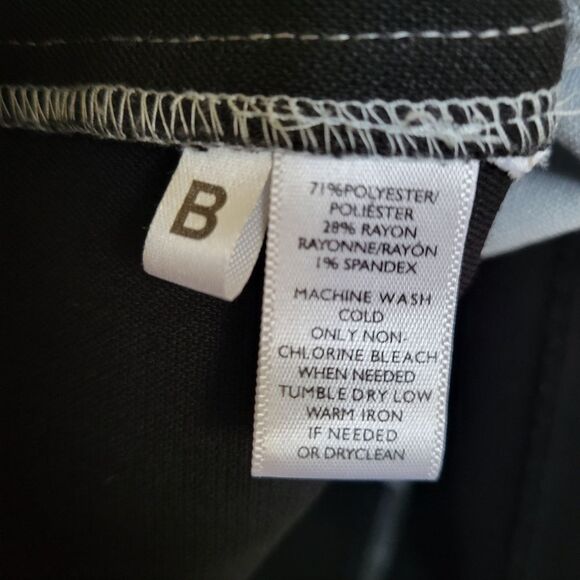 B
71%POLYESTER/
POLIÉSTER
28% RAYON
RAYONNE/RAYÓN
1% SPANDEX
MACHINE WASH
COLD
ONLY NON-
CHLORINE BLEACH
WHEN NEEDED
TUMBLE DRY LOW
WARM IRON
IF NEEDED
OR DRYCLEAN